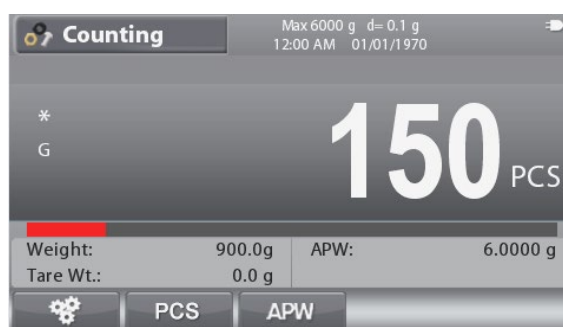 Counting
Max 6000 g d= 0.1 g
12:00 AM 01/01/1970
*
G
150 PCS
Weight: 900.0g APW: 6.0000 g
Tare Wt.: 0.0 g
PCS APW